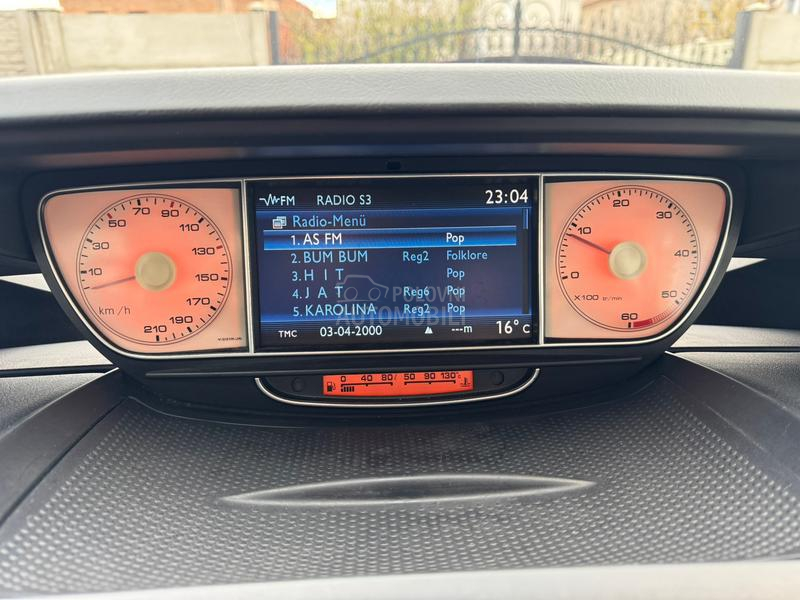 FM RADIO S3 23:04
Radio-Menü
1. AS FM Pop
2. BUM BUM Reg2 Folklore
3. H I T Pop
4. J A T Reg6 Pop
5. KAROLINA Reg2 Pop
TMC 03-04-2000 ---m 16°C
POLOVNI
AUTOMOBILI
10 30 50 70 90 110 130 150 170 190 210
km/h
10 20 30 40 50 60
X100 tr/min
0 40 80 50 90 130°C